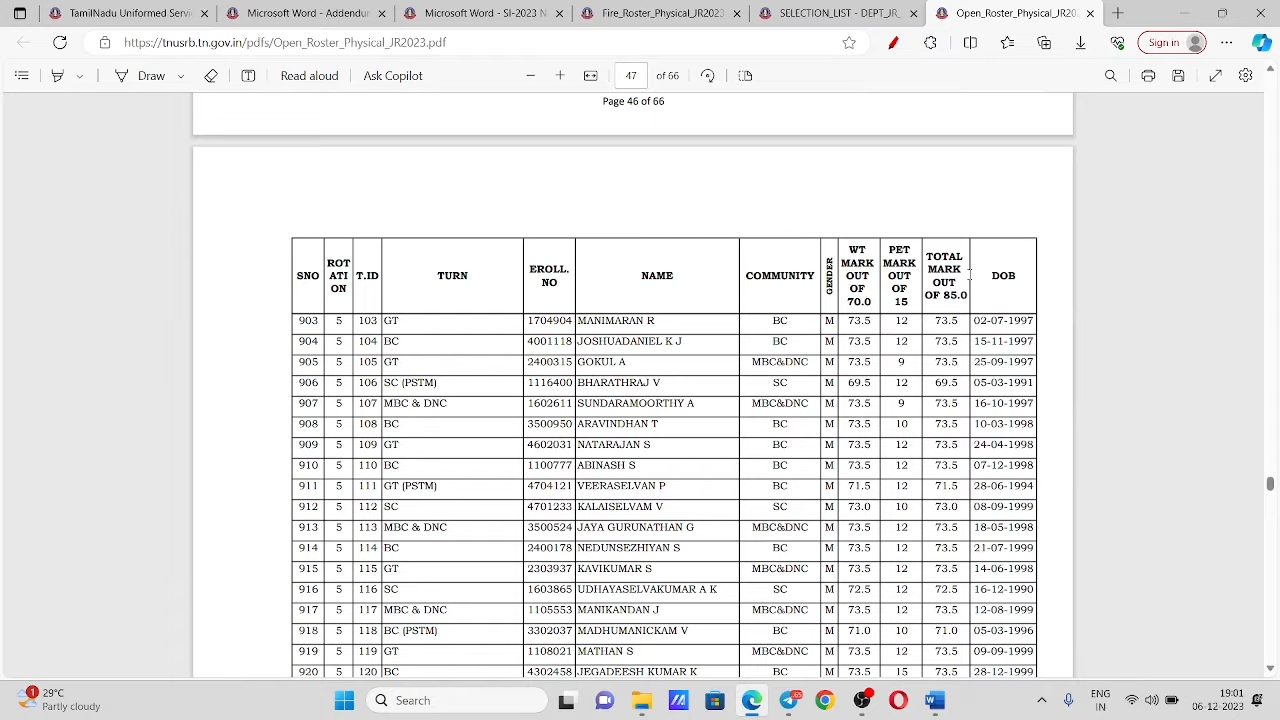 TamilNadu Uniformed Servi
Microsoft Word - Addendur
Microsoft Word - SI-2023 N
Fire_Roster_Physical_JR2023
SELECTION_LIST - DEPT_JR_
Open_Roster_Physical_JR20
https://tnusrb.tn.gov.in/pdfs/Open_Roster_Physical_JR2023.pdf
Sign in
Draw
Read aloud
Ask Copilot
47 of 66
Page 46 of 66
SNO ROT ATI ON T.ID TURN EROLL. NO NAME COMMUNITY GENDER WT MARK OUT OF 70.0 PET MARK OUT OF 15 TOTAL MARK OUT OF 85.0 DOB
903 5 103 GT 1704904 MANIMARAN R BC M 73.5 12 73.5 02-07-1997
904 5 104 BC 4001118 JOSHUADANIEL K J BC M 73.5 12 73.5 15-11-1997
905 5 105 GT 2400315 GOKUL A MBC&DNC M 73.5 9 73.5 25-09-1997
906 5 106 SC (PSTM) 1116400 BHARATHRAJ V SC M 69.5 12 69.5 05-03-1991
907 5 107 MBC & DNC 1602611 SUNDARAMOORTHY A MBC&DNC M 73.5 9 73.5 16-10-1997
908 5 108 BC 3500950 ARAVINDHAN T BC M 73.5 10 73.5 10-03-1998
909 5 109 GT 4602031 NATARAJAN S BC M 73.5 12 73.5 24-04-1998
910 5 110 BC 1100777 ABINASH S BC M 73.5 12 73.5 07-12-1998
911 5 111 GT (PSTM) 4704121 VEERASELVAN P BC M 71.5 12 71.5 28-06-1994
912 5 112 SC 4701233 KALAISELVAM V SC M 73.0 10 73.0 08-09-1999
913 5 113 MBC & DNC 3500524 JAYA GURUNATHAN G MBC&DNC M 73.5 12 73.5 18-05-1998
914 5 114 BC 2400178 NEDUNSEZHIYAN S BC M 73.5 12 73.5 21-07-1999
915 5 115 GT 2303937 KAVIKUMAR S MBC&DNC M 73.5 12 73.5 14-06-1998
916 5 116 SC 1603865 UDHAYASELVAKUMAR A K SC M 72.5 12 72.5 16-12-1990
917 5 117 MBC & DNC 1105553 MANIKANDAN J MBC&DNC M 73.5 12 73.5 12-08-1999
918 5 118 BC (PSTM) 3302037 MADHUMANICKAM V BC M 71.0 10 71.0 05-03-1996
919 5 119 GT 1108021 MATHAN S MBC&DNC M 73.5 12 73.5 09-09-1999
920 5 120 BC 4302458 JEGADEESH KUMAR K BC M 73.5 15 73.5 28-12-1999
1
29°C
Partly cloudy
Search
ENG
IN
19:01
06-12-2023